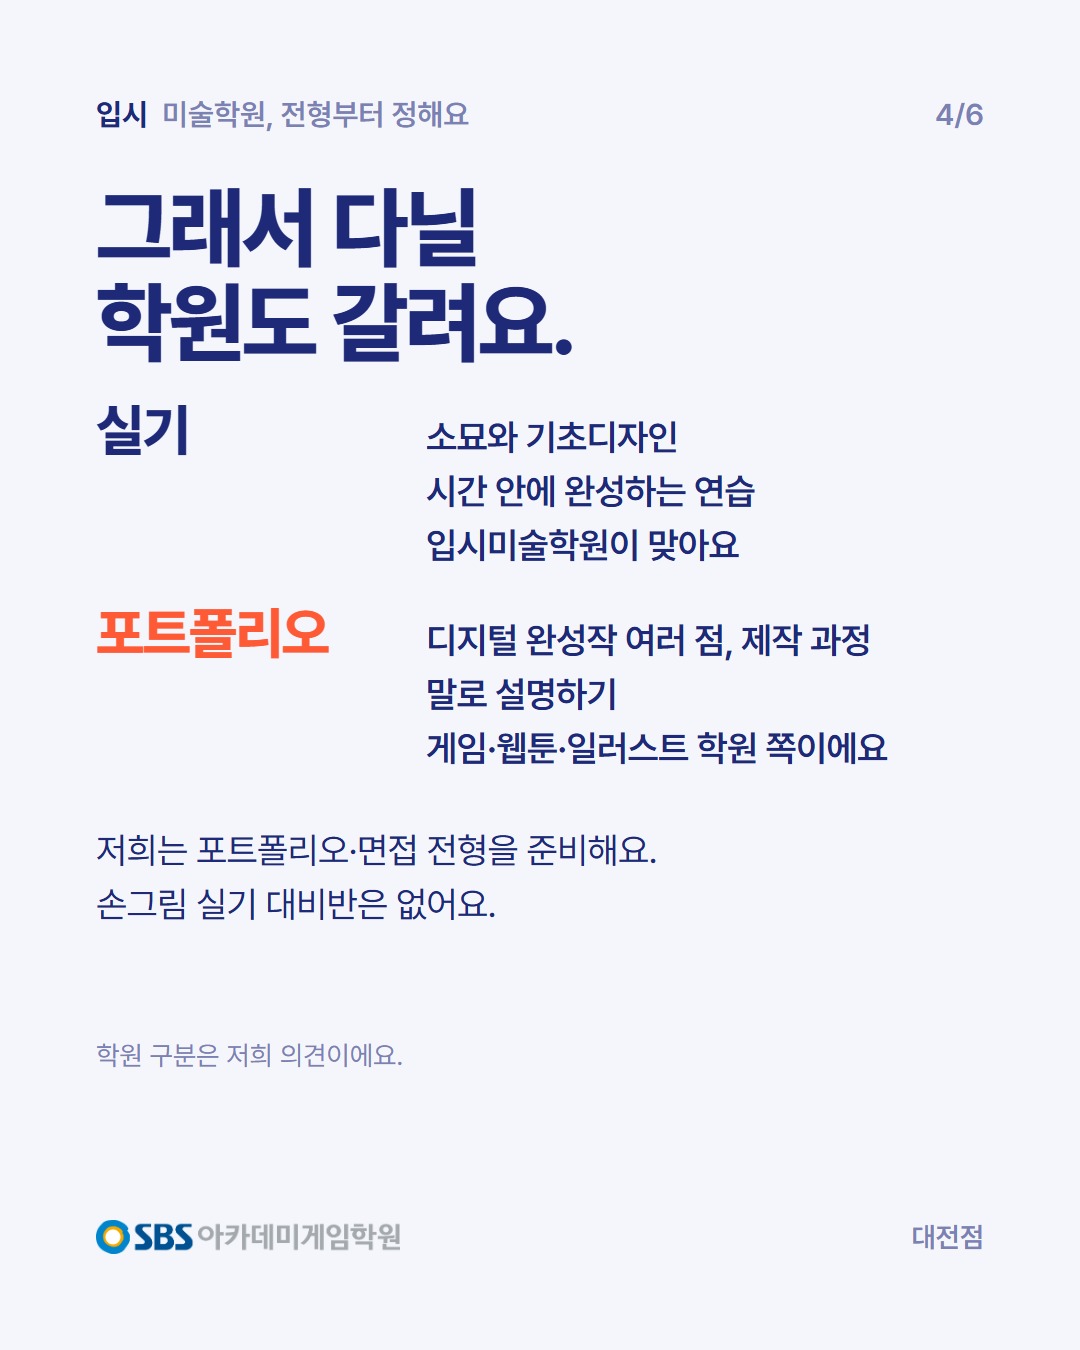 입시 미술학원, 전형부터 정해요
4/6
그래서 다닐
학원도 갈려요.
실기
소묘와 기초디자인
시간 안에 완성하는 연습
입시미술학원이 맞아요
포트폴리오
디지털 완성작 여러 점, 제작 과정
말로 설명하기
게임·웹툰·일러스트 학원 쪽이에요
저희는 포트폴리오·면접 전형을 준비해요.
손그림 실기 대비반은 없어요.
학원 구분은 저희 의견이에요.
SBS 아카데미게임학원
대전점